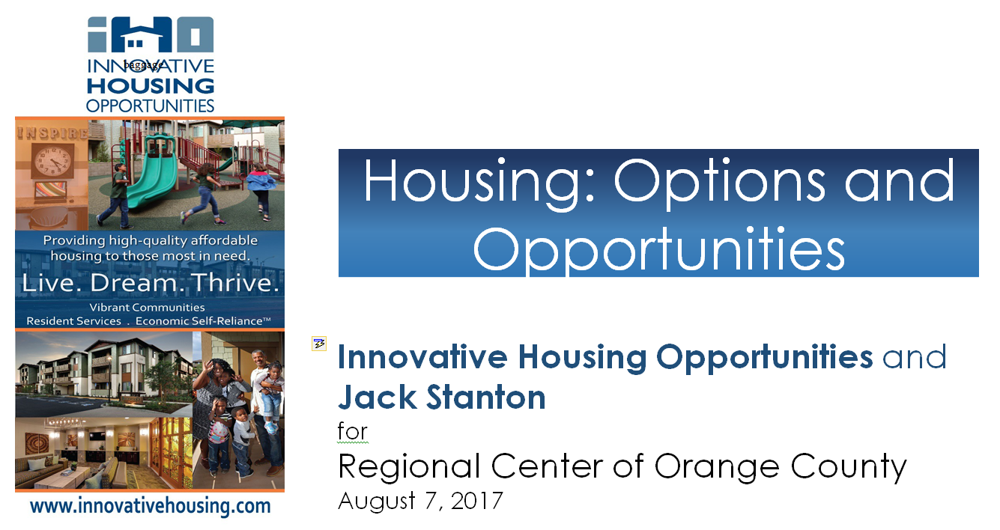 iHO
INNOVATIVE
baggage
HOUSING
OPPORTUNITIES
INSPIRE
Providing high-quality affordable
housing to those most in need.
Live. Dream. Thrive.
Vibrant Communities
Resident Services . Economic Self-Reliance™
www.innovativehousing.com
Housing: Options and
Opportunities
Innovative Housing Opportunities and
Jack Stanton
for
Regional Center of Orange County
August 7, 2017